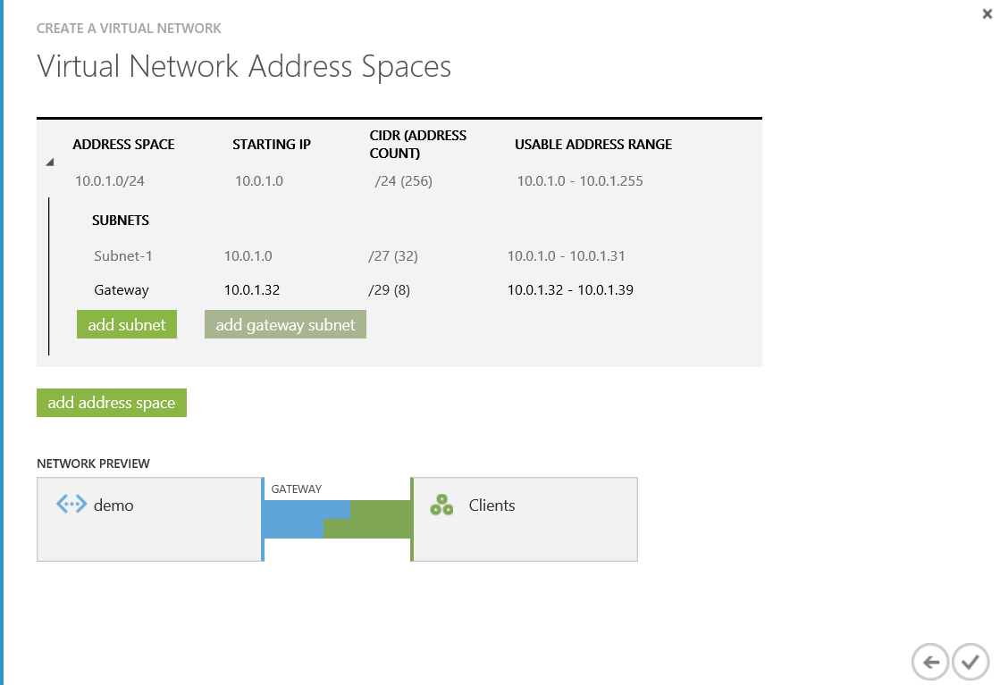 CREATE A VIRTUAL NETWORK
Virtual Network Address Spaces
ADDRESS SPACE STARTING IP CIDR (ADDRESS COUNT) USABLE ADDRESS RANGE
10.0.1.0/24 10.0.1.0 /24 (256) 10.0.1.0 - 10.0.1.255
SUBNETS
Subnet-1 10.0.1.0 /27 (32) 10.0.1.0 - 10.0.1.31
Gateway 10.0.1.32 /29 (8) 10.0.1.32 - 10.0.1.39
add subnet add gateway subnet
add address space
NETWORK PREVIEW
demo GATEWAY Clients